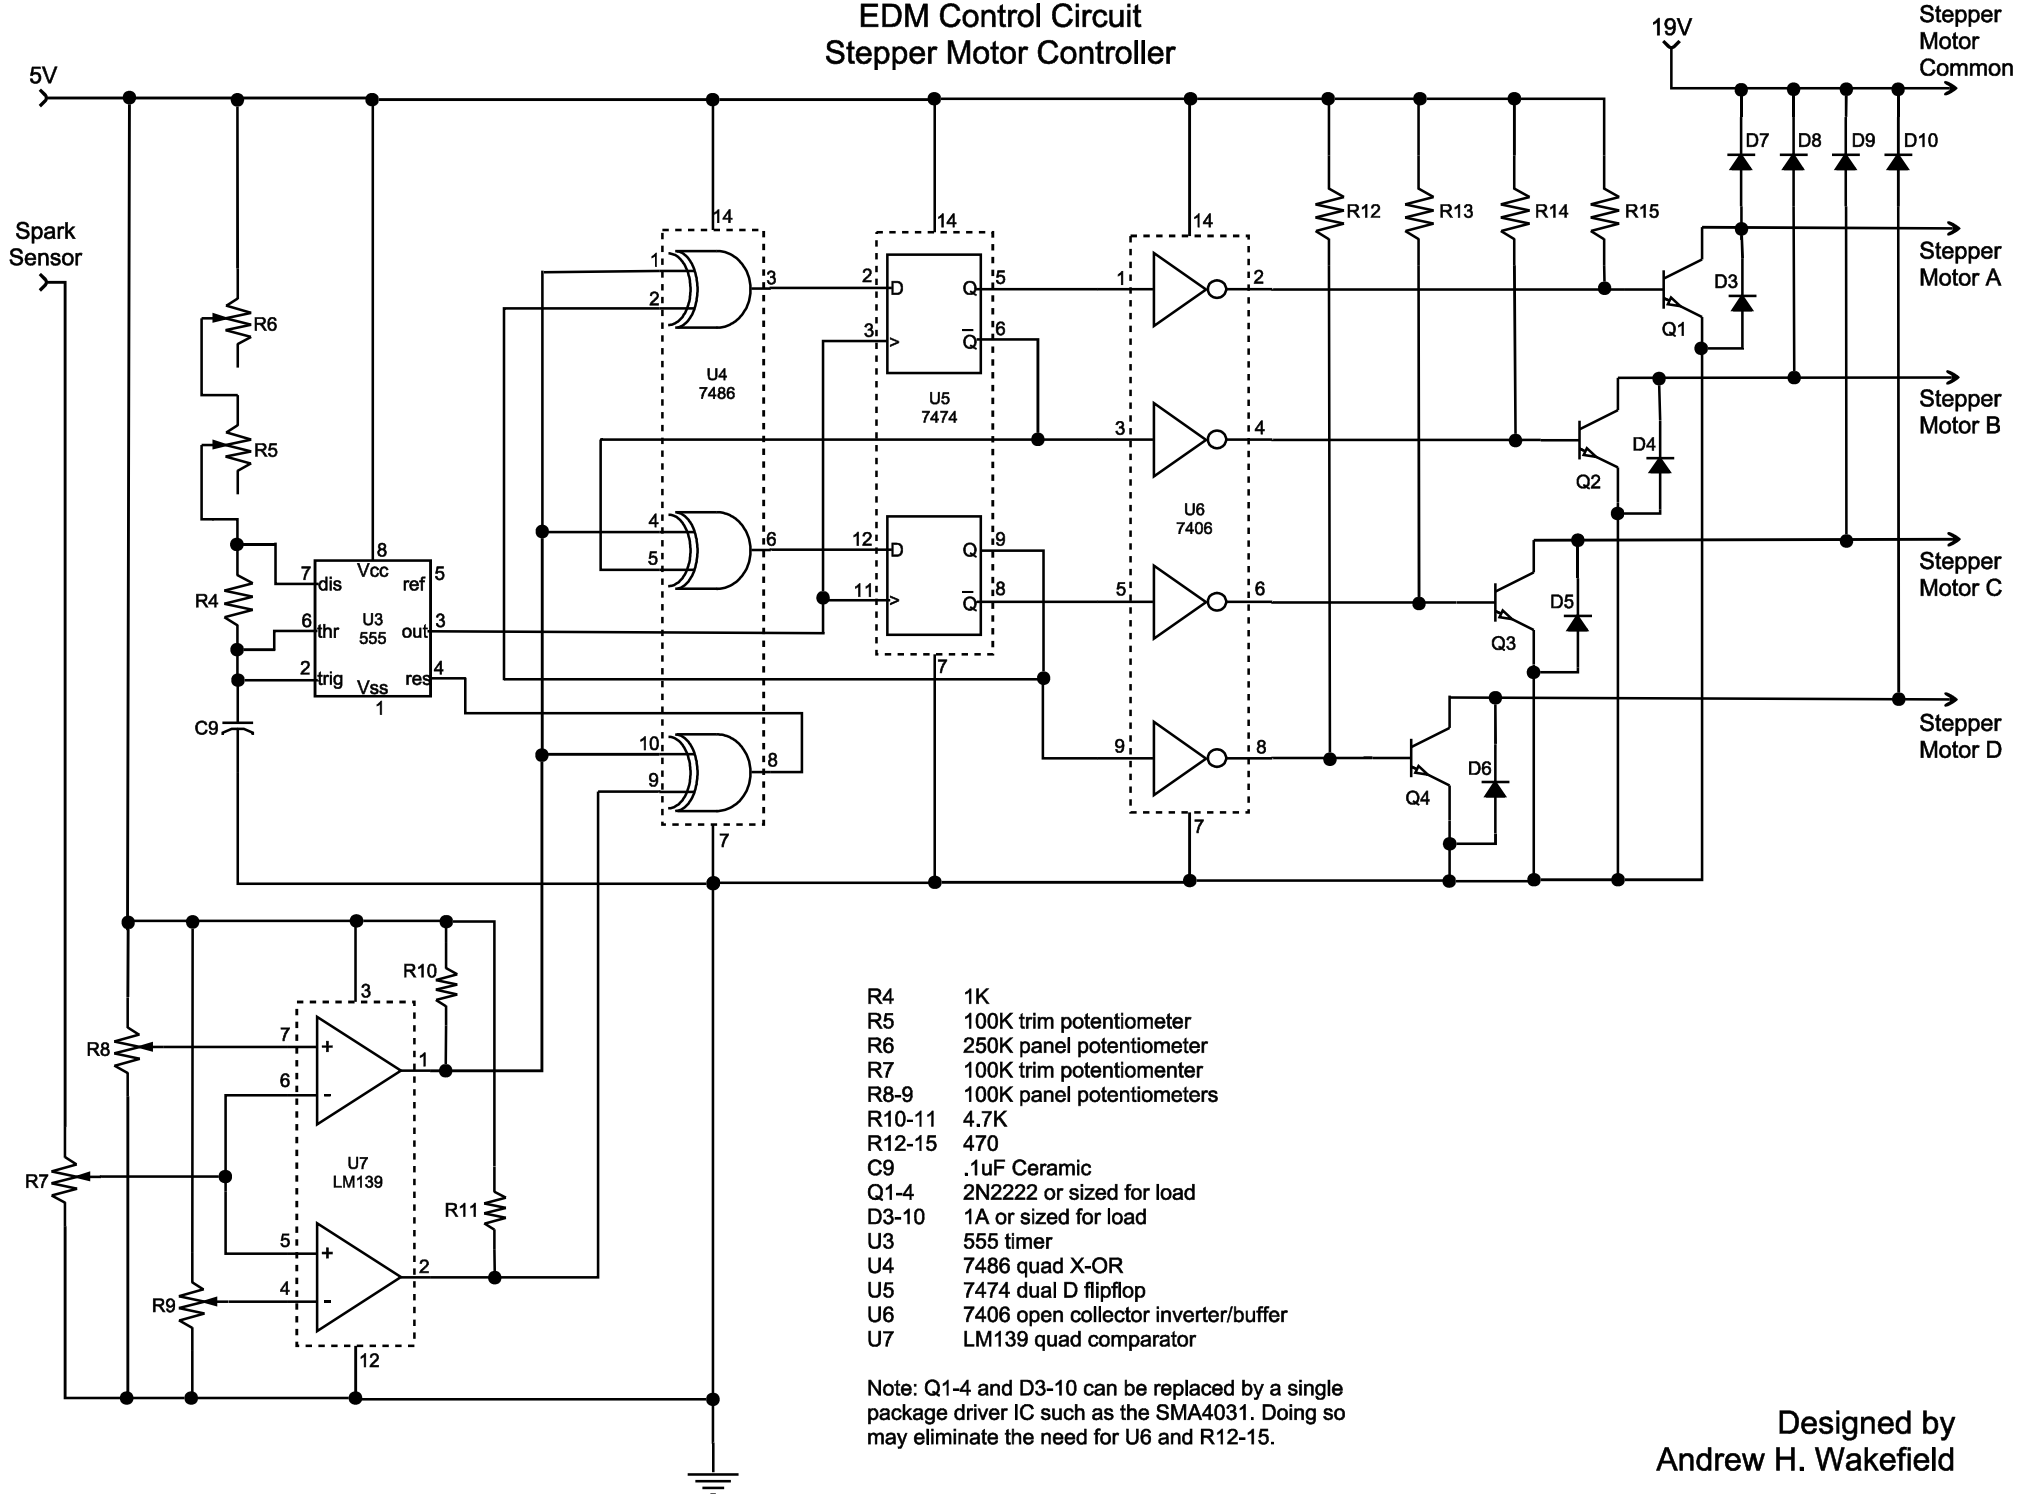 EDM Control Circuit
Stepper Motor Controller
5V
19V
Stepper
Motor
Common
D7
D8
D9
D10
Spark
Sensor
14
14
14
R12
R13
R14
R15
Stepper
Motor A
1
2
3
2
D
Q
5
1
2
D3
Q1
R6
3
>
Q
6
U4
7486
U5
7474
Stepper
Motor B
R5
3
4
D4
Q2
4
5
6
12
D
Q
9
U6
7406
8
Vcc
5
7
dis
ref
R4
U3
555
6
thr
out
3
11
>
Q
8
5
6
D5
Q3
Stepper
Motor C
2
trig
res
4
Vss
1
7
C9
10
9
8
9
8
D6
Q4
Stepper
Motor D
7
7
R10
3
R8
7
+
1
6
-
R7
U7
LM139
R11
5
+
2
R9
4
-
12
R4 1K
R5 100K trim potentiometer
R6 250K panel potentiometer
R7 100K trim potentiomenter
R8-9 100K panel potentiometers
R10-11 4.7K
R12-15 470
C9 .1uF Ceramic
Q1-4 2N2222 or sized for load
D3-10 1A or sized for load
U3 555 timer
U4 7486 quad X-OR
U5 7474 dual D flipflop
U6 7406 open collector inverter/buffer
U7 LM139 quad comparator
Note: Q1-4 and D3-10 can be replaced by a single
package driver IC such as the SMA4031. Doing so
may eliminate the need for U6 and R12-15.
Designed by
Andrew H. Wakefield